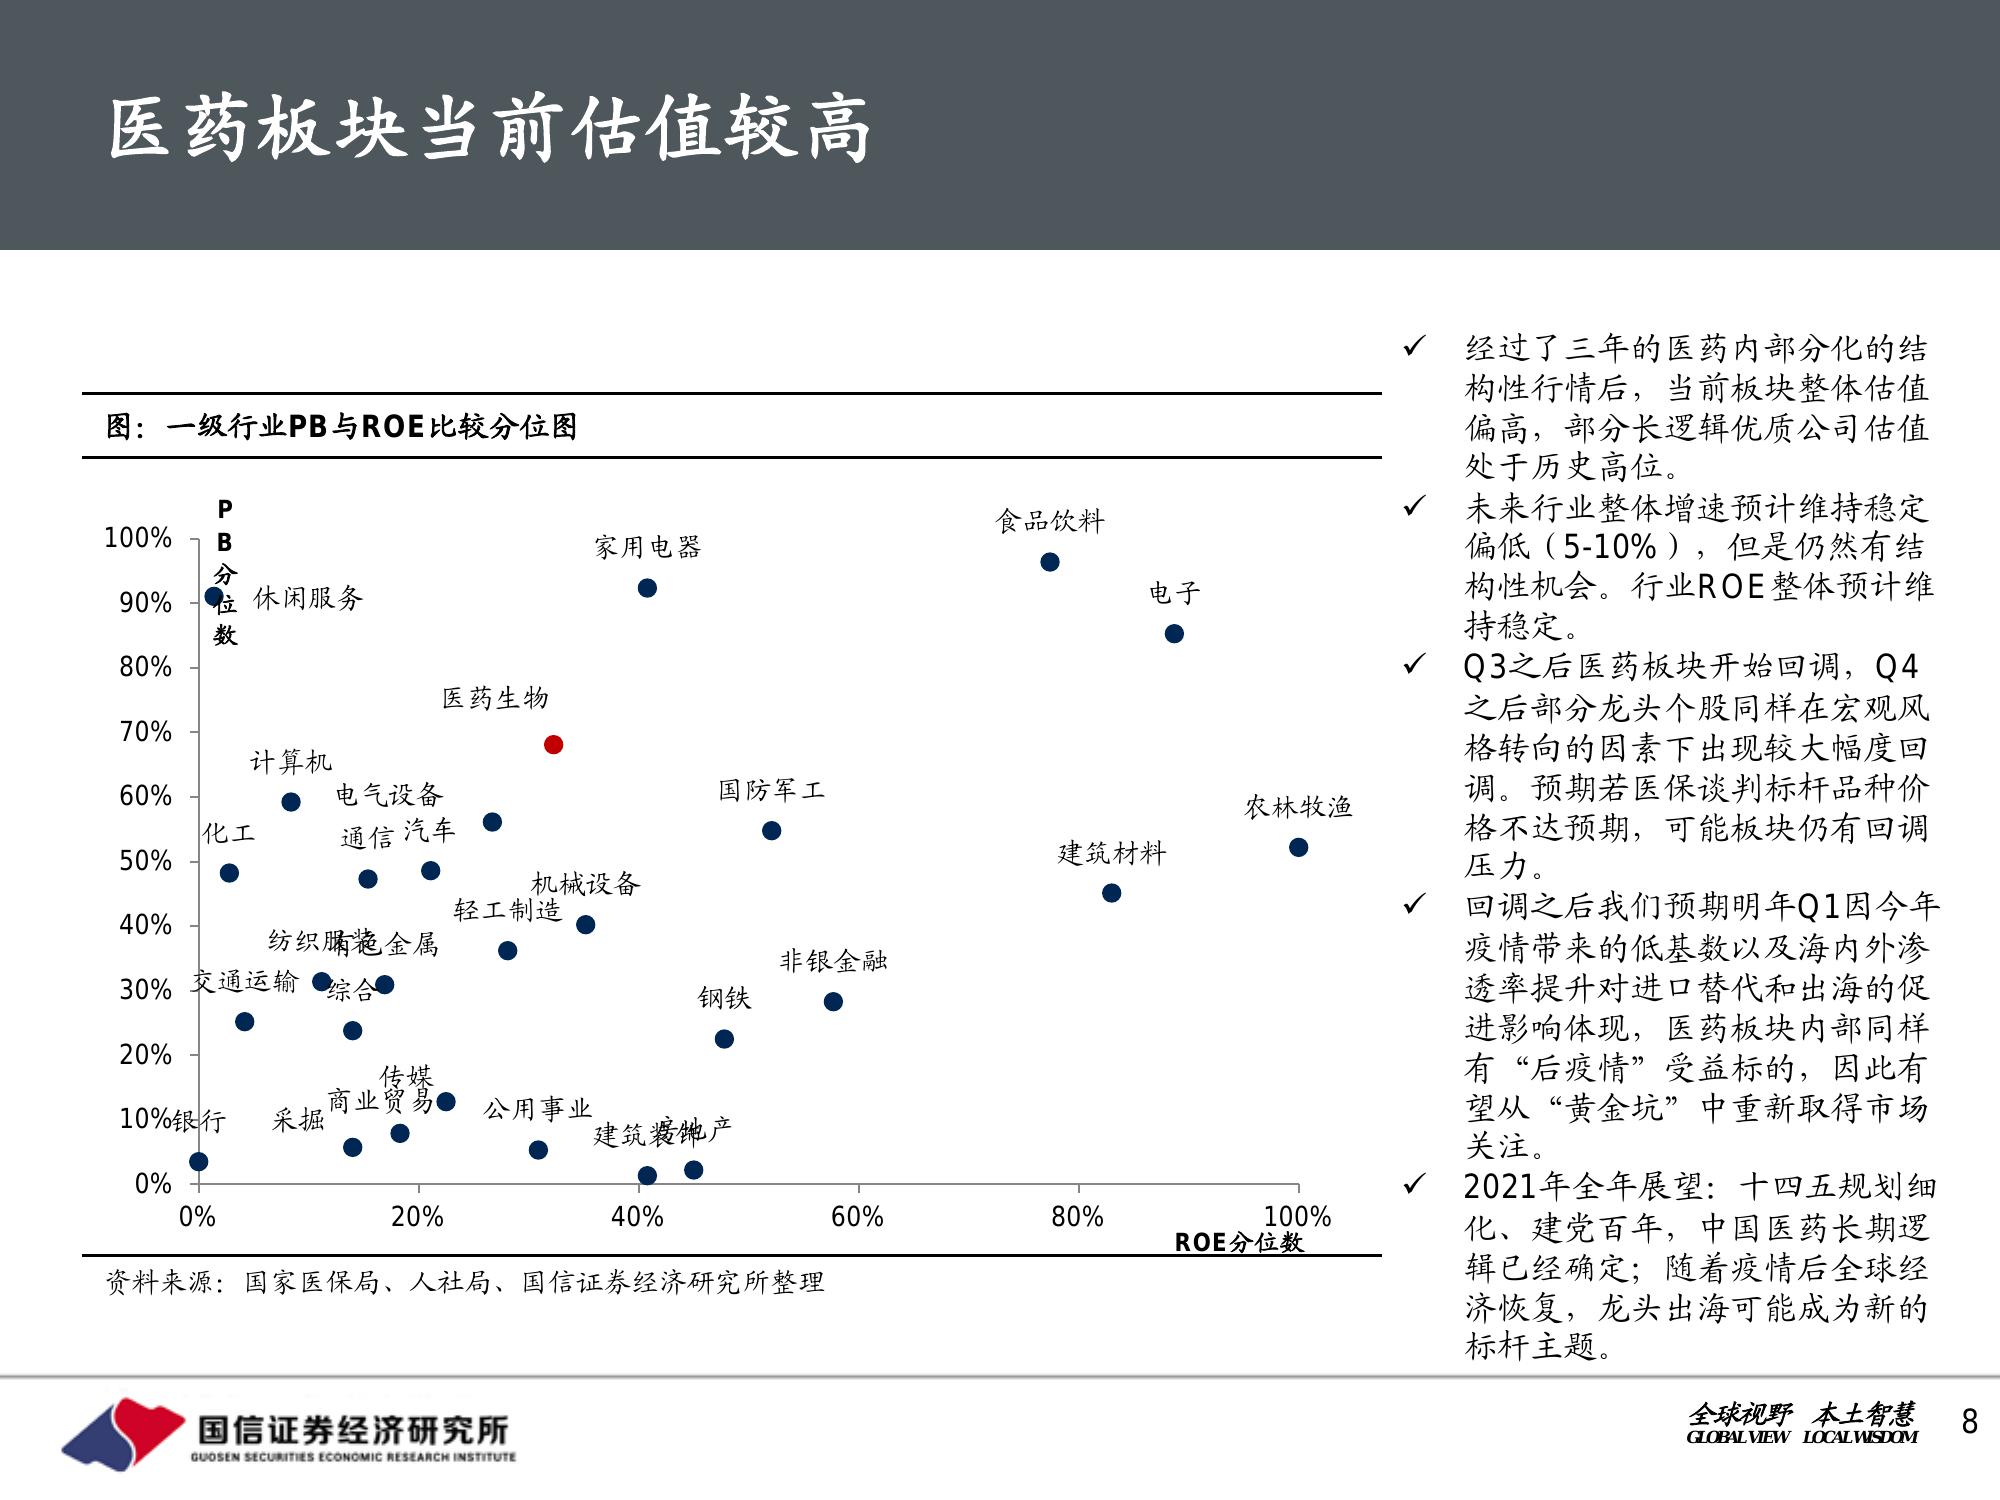 医药板块当前估值较高
图：一级行业PB与ROE比较分位图
PB分位数
100%
90%
80%
70%
60%
50%
40%
30%
20%
10%
0%
食品饮料
家用电器
电子
休闲服务
医药生物
计算机
电气设备
国防军工
农林牧渔
化工
通信
汽车
建筑材料
机械设备
轻工制造
纺织服装
有色金属
非银金融
交通运输
综合
钢铁
传媒
商业贸易
公用事业
银行
采掘
建筑装饰
房地产
0%
20%
40%
60%
80%
100%
ROE分位数
资料来源：国家医保局、人社局、国信证券经济研究所整理
✓ 经过了三年的医药内部分化的结
构性行情后，当前板块整体估值
偏高，部分长逻辑优质公司估值
处于历史高位。
✓ 未来行业整体增速预计维持稳定
偏低（5-10%），但是仍然有结
构性机会。行业ROE整体预计维
持稳定。
✓ Q3之后医药板块开始回调，Q4
之后部分龙头个股同样在宏观风
格转向的因素下出现较大幅度回
调。预期若医保谈判标杆品种价
格不达预期，可能板块仍有回调
压力。
✓ 回调之后我们预期明年Q1因今年
疫情带来的低基数以及海内外渗
透率提升对进口替代和出海的促
进影响体现，医药板块内部同样
有“后疫情”受益标的，因此有
望从“黄金坑”中重新取得市场
关注。
✓ 2021年全年展望：十四五规划细
化、建党百年，中国医药长期逻
辑已经确定；随着疫情后全球经
济恢复，龙头出海可能成为新的
标杆主题。
国信证券经济研究所
GUOSEN SECURITIES ECONOMIC RESEARCH INSTITUTE
全球视野 本土智慧
GLOBAL VIEW LOCAL WISDOM
8